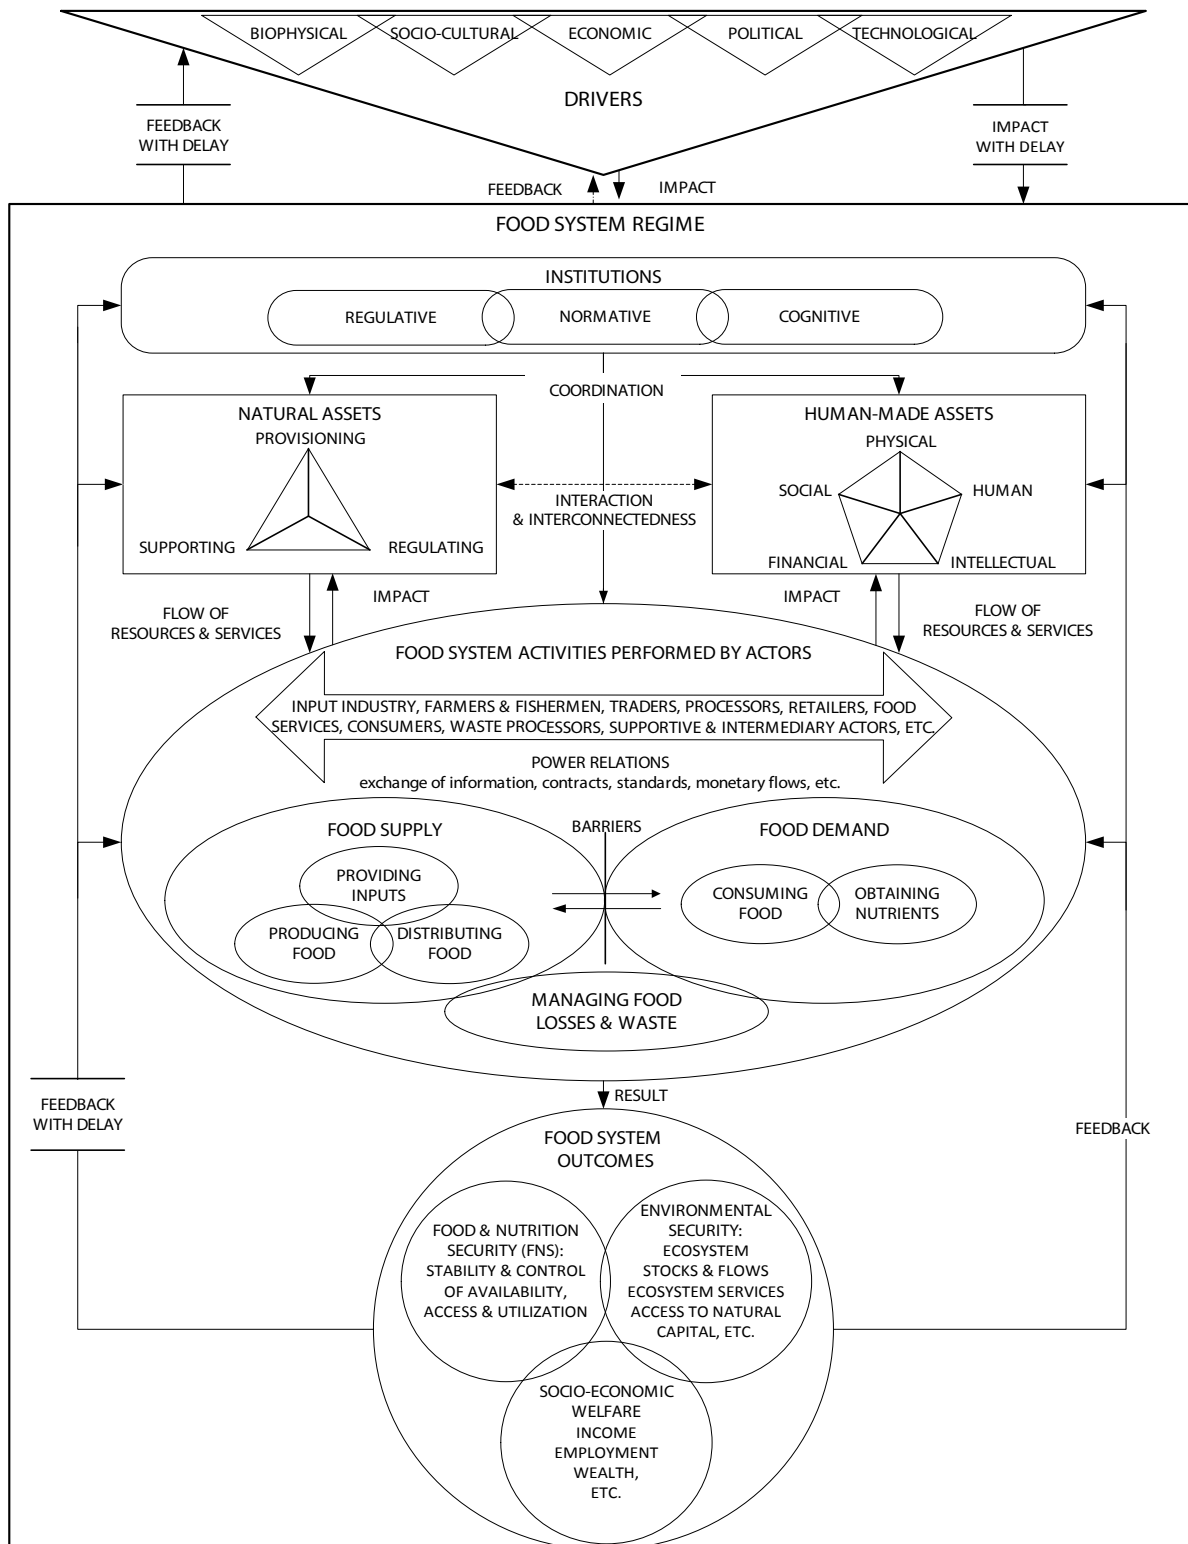 BIOPHYSICAL
SOCIO-CULTURAL
ECONOMIC
POLITICAL
TECHNOLOGICAL
DRIVERS
FEEDBACK
WITH DELAY
IMPACT
WITH DELAY
FEEDBACK
IMPACT
FOOD SYSTEM REGIME
INSTITUTIONS
REGULATIVE
NORMATIVE
COGNITIVE
COORDINATION
NATURAL ASSETS
PROVISIONING
SUPPORTING
REGULATING
HUMAN-MADE ASSETS
PHYSICAL
SOCIAL
HUMAN
FINANCIAL
INTELLECTUAL
INTERACTION
& INTERCONNECTEDNESS
FLOW OF
RESOURCES & SERVICES
IMPACT
IMPACT
FLOW OF
RESOURCES & SERVICES
FOOD SYSTEM ACTIVITIES PERFORMED BY ACTORS
INPUT INDUSTRY, FARMERS & FISHERMEN, TRADERS, PROCESSORS, RETAILERS, FOOD
SERVICES, CONSUMERS, WASTE PROCESSORS, SUPPORTIVE & INTERMEDIARY ACTORS, ETC.
POWER RELATIONS
exchange of information, contracts, standards, monetary flows, etc.
FOOD SUPPLY
PROVIDING
INPUTS
PRODUCING
FOOD
DISTRIBUTING
FOOD
BARRIERS
FOOD DEMAND
CONSUMING
FOOD
OBTAINING
NUTRIENTS
MANAGING FOOD
LOSSES & WASTE
RESULT
FEEDBACK
WITH DELAY
FEEDBACK
FOOD SYSTEM
OUTCOMES
FOOD & NUTRITION
SECURITY (FNS):
STABILITY & CONTROL
OF AVAILABILITY,
ACCESS & UTILIZATION
ENVIRONMENTAL
SECURITY:
ECOSYSTEM
STOCKS & FLOWS
ECOSYSTEM SERVICES
ACCESS TO NATURAL
CAPITAL, ETC.
SOCIO-ECONOMIC
WELFARE
INCOME
EMPLOYMENT
WEALTH,
ETC.